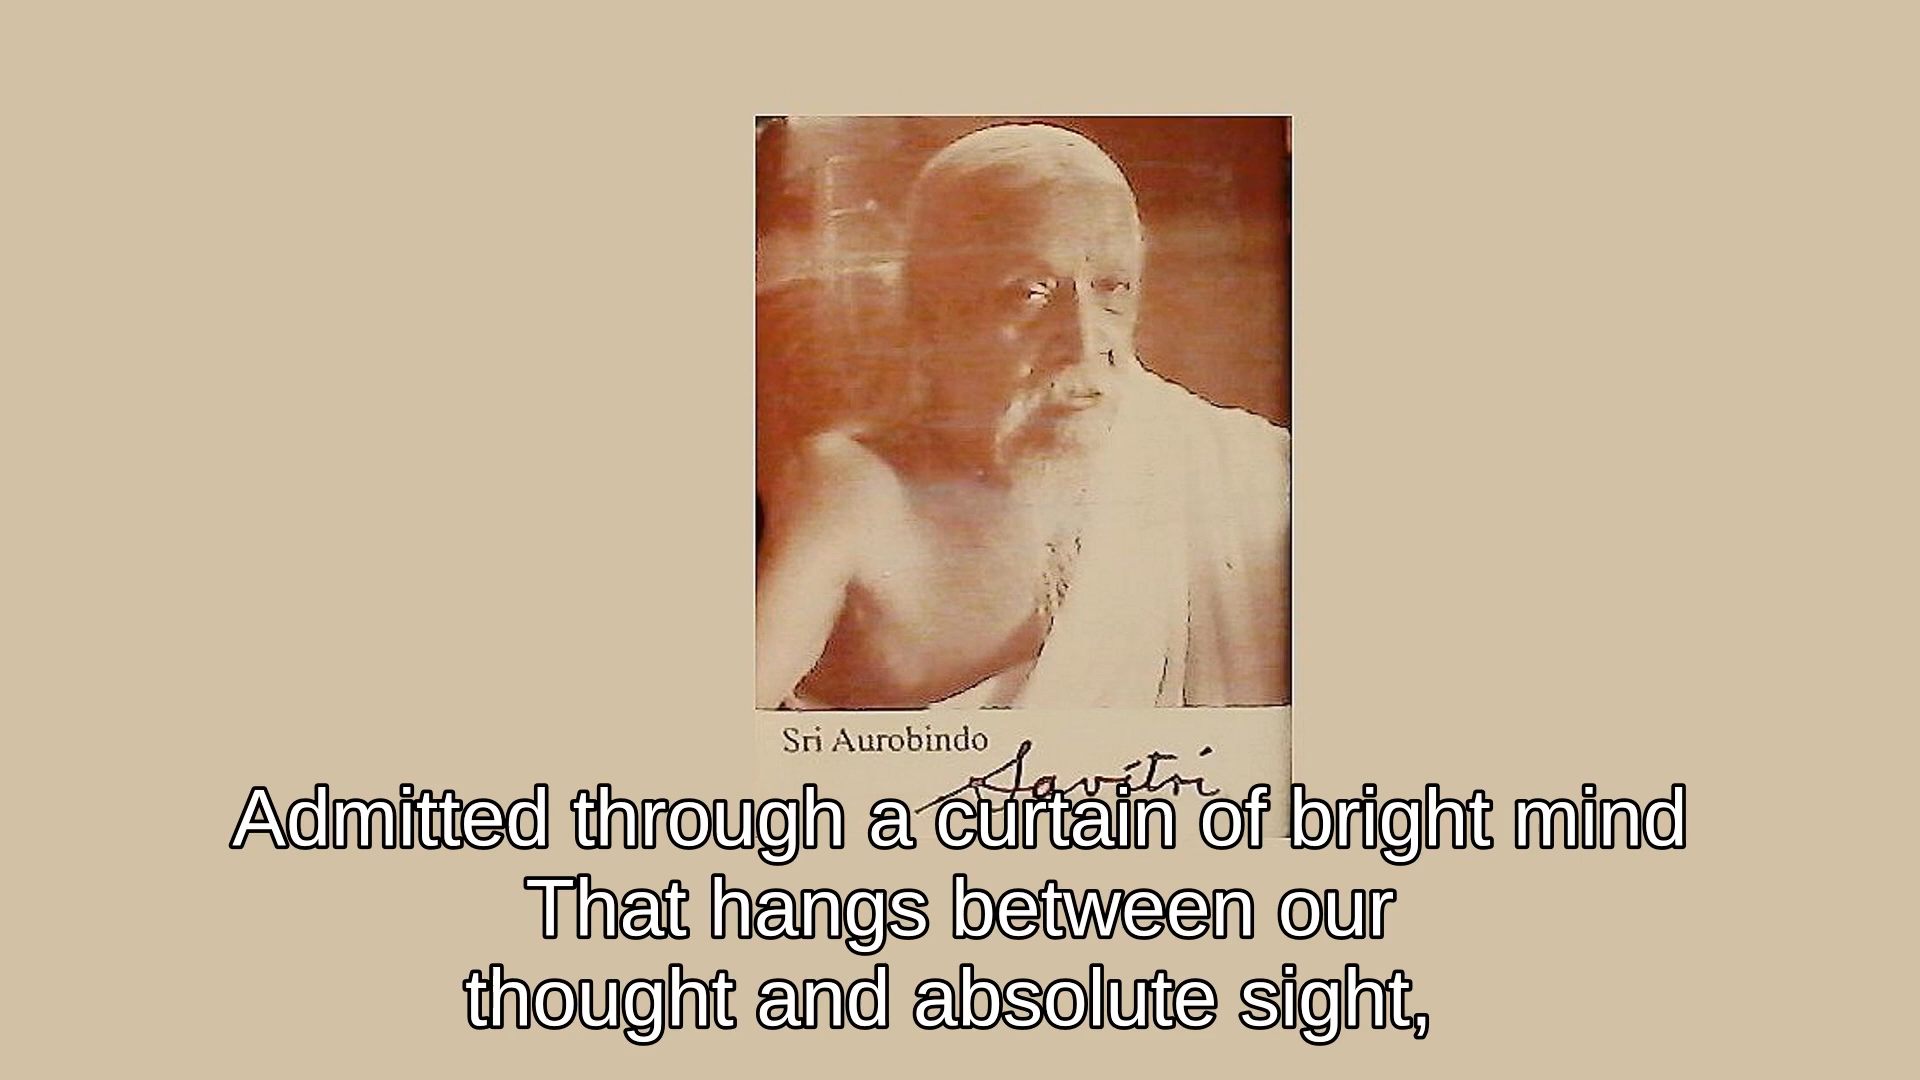 Sri Aurobindo
Savitri
Admitted through a curtain of bright mind
That hangs between our
thought and absolute sight,